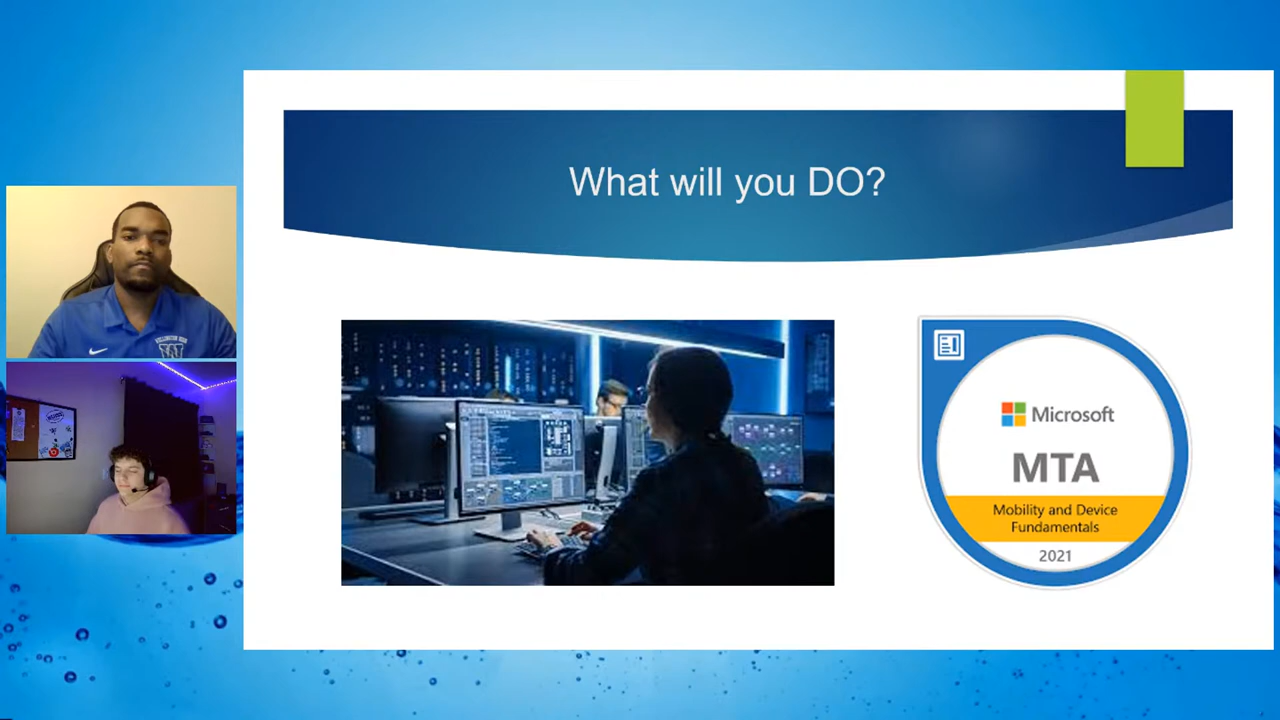 What will you DO?
Microsoft
MTA
Mobility and Device
Fundamentals
2021
W